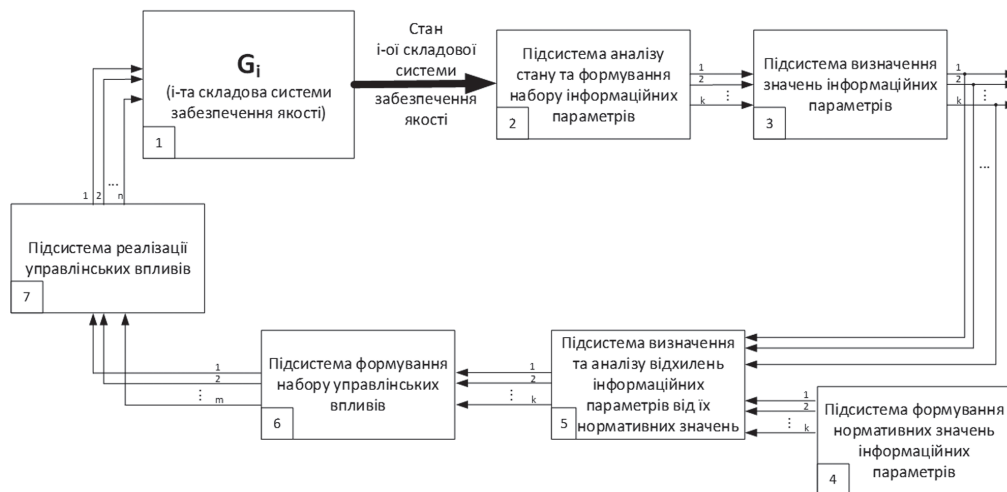 Gi
(i-та складова системи
забезпечення якості)
1
Стан
i-ої складової
системи
забезпечення
якості
Підсистема аналізу
стану та формування
набору інформаційних
параметрів
2
1
2
⋮
k
Підсистема визначення
значень інформаційних
параметрів
3
1
2
⋮
k
...
1
2
...
n
Підсистема реалізації
управлінських впливів
7
1
2
⋮
m
Підсистема формування
набору управлінських
впливів
6
1
2
⋮
k
Підсистема визначення
та аналізу відхилень
інформаційних
параметрів від їх
нормативних значень
5
1
2
⋮
k
Підсистема формування
нормативних значень
інформаційних
параметрів
4